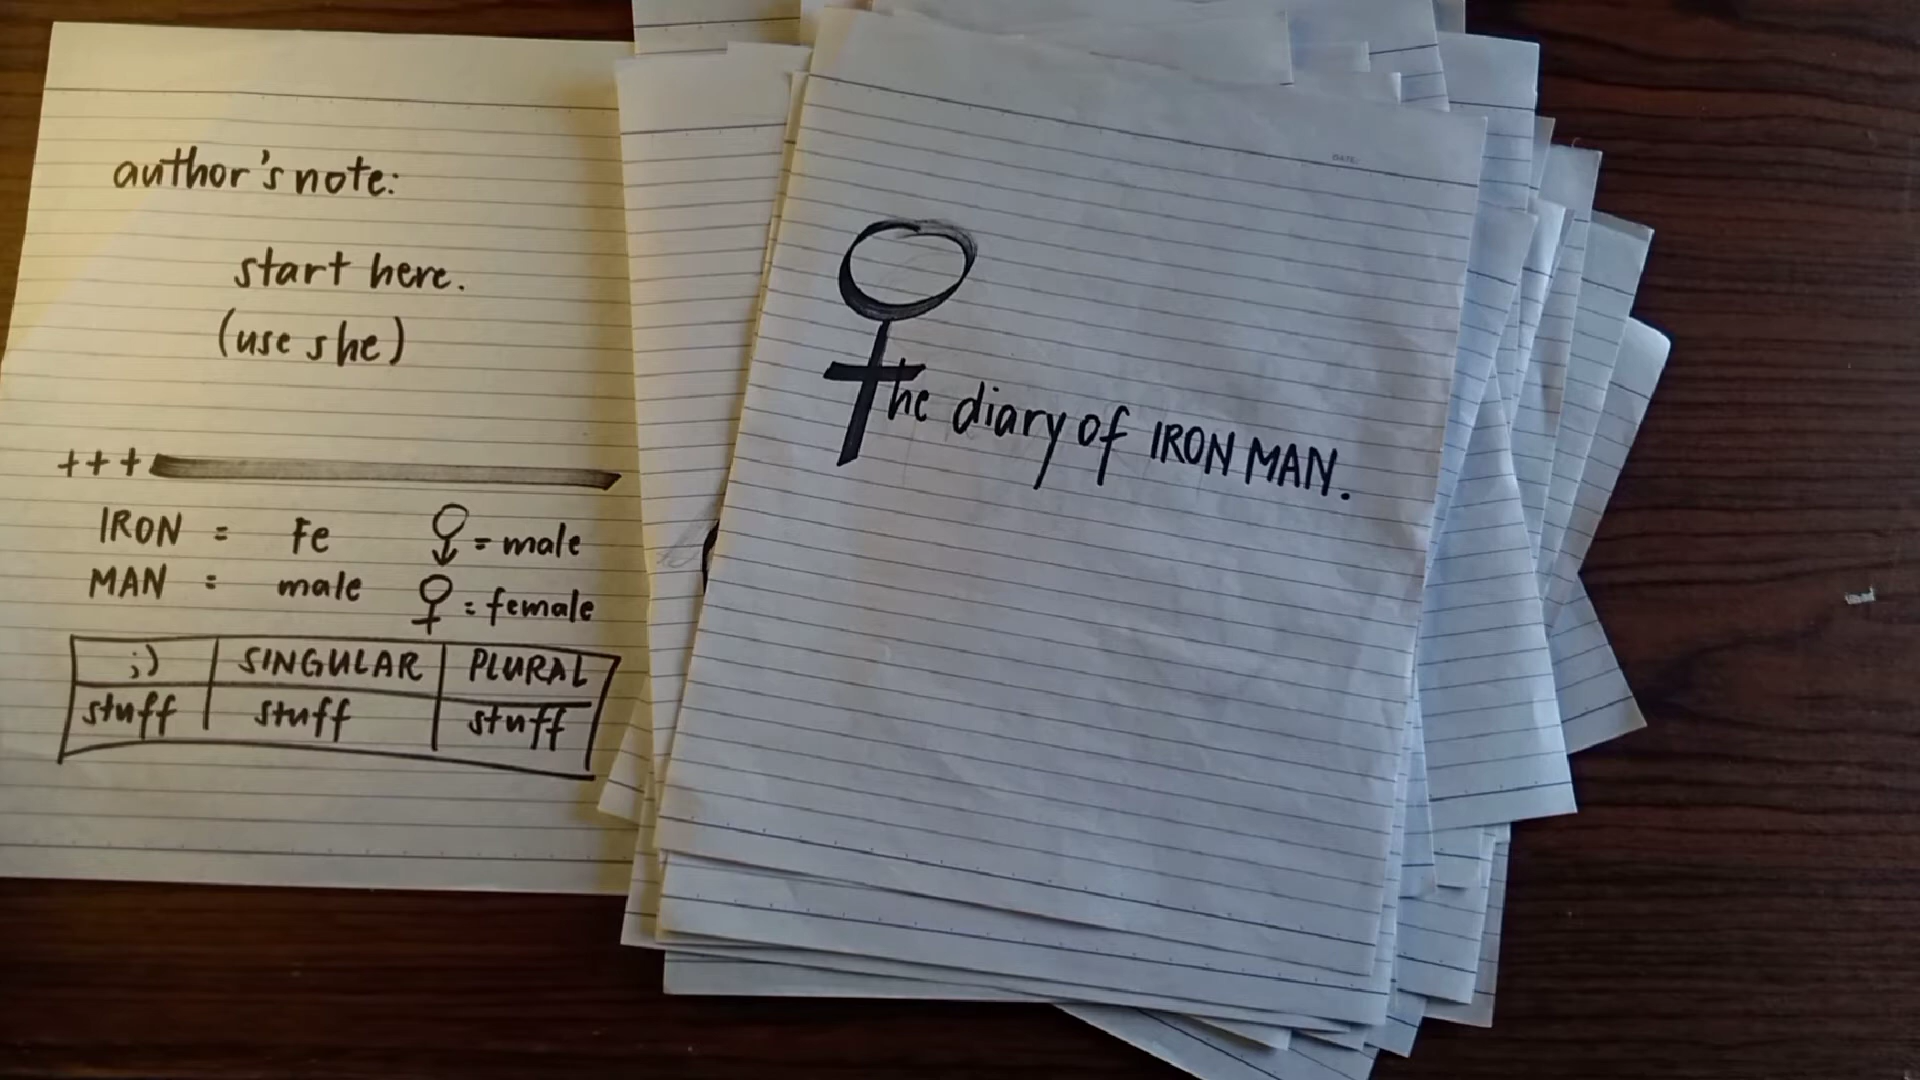 author's note:
start here.
(use she)
+++
IRON = Fe ♂ = male
MAN = male ♀ = female
;) SINGULAR PLURAL
stuff stuff stuff
DATE:
the diary of IRON MAN.